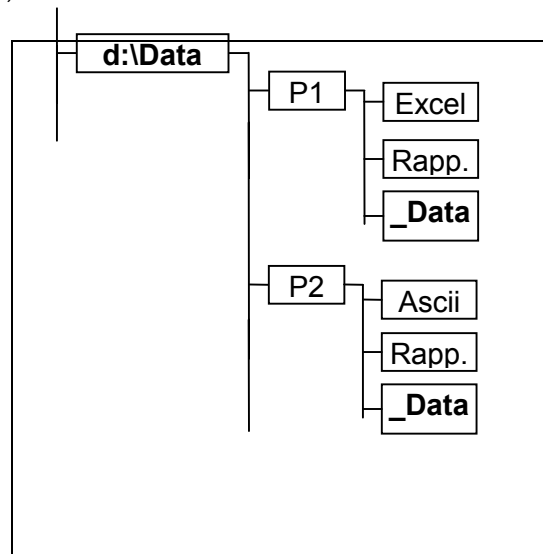 d:\Data
P1
Excel
Rapp.
_Data
P2
Ascii
Rapp.
_Data